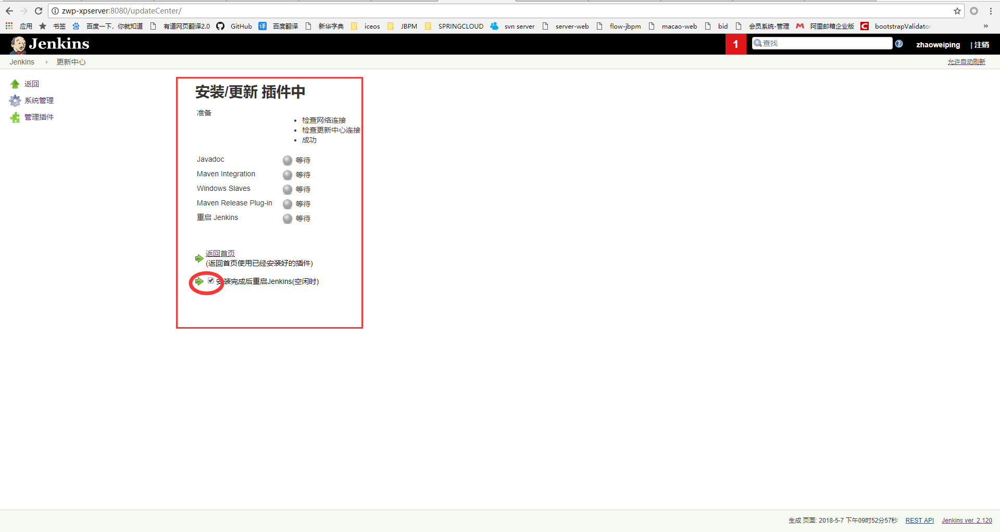 zwp-xpserver:8080/updateCenter/
应用 书签 百度一下，你就知道 有道网页翻译2.0 GitHub 译 百度翻译 新华字典 iceos JBPM SPRINGCLOUD svn server server-web flow-jbpm macao-web bid 会员系统-管理 阿里邮箱企业版 C bootstrapValidator »
Jenkins 1 查找 zhaoweiping | 注销
Jenkins 更新中心 允许自动刷新
返回
系统管理
管理插件
安装/更新 插件中
准备
检查网络连接
检查更新中心连接
成功
Javadoc 等待
Maven Integration 等待
Windows Slaves 等待
Maven Release Plug-in 等待
重启 Jenkins 等待
返回首页
(返回首页使用已经安装好的插件)
安装完成后重启Jenkins(空闲时)
生成 页面: 2018-5-7 下午09时52分57秒 REST API Jenkins ver. 2.120